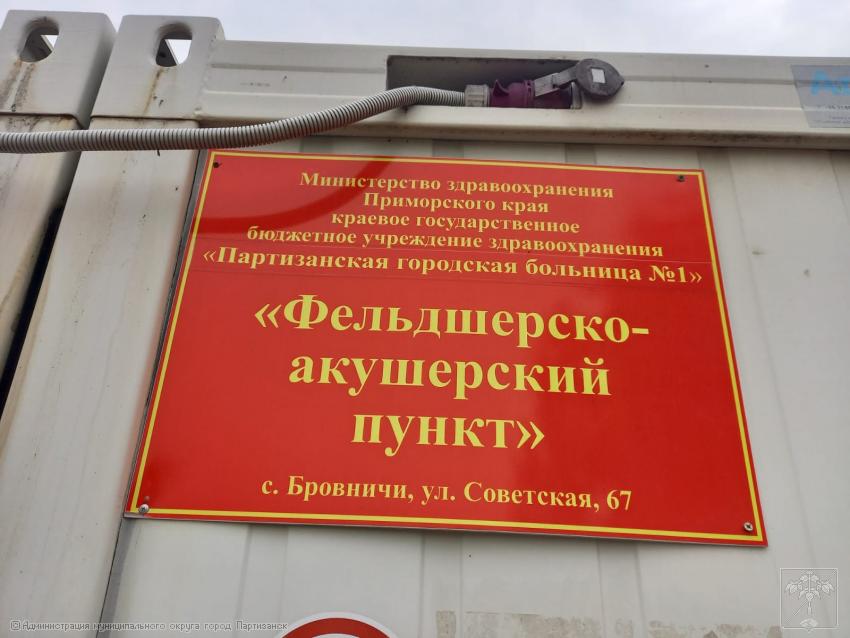 Министерство здравоохранения
Приморского края
краевое государственное
бюджетное учреждение здравоохранения
«Партизанская городская больница №1»
«Фельдшерско-
акушерский
пункт»
с. Бровничи, ул. Советская, 67
©Администрация муниципального округа город Партизанск